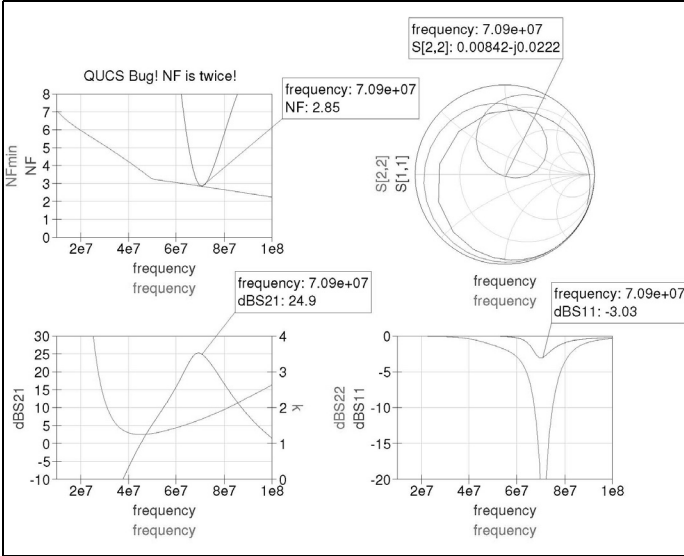 QUCS Bug! NF is twice!
frequency: 7.09e+07
NF: 2.85
NFmin
NF
8
7
6
5
4
3
2
1
0
2e7 4e7 6e7 8e7 1e8
frequency
frequency
frequency: 7.09e+07
S[2,2]: 0.00842-j0.0222
S[2,2]
S[1,1]
frequency
frequency
frequency: 7.09e+07
dBS21: 24.9
dBS21
30
25
20
15
10
5
0
-5
-10
4
3
2
1
0
k
4e7 6e7 8e7 1e8
frequency
frequency
frequency: 7.09e+07
dBS11: -3.03
dBS22
dBS11
0
-5
-10
-15
-20
2e7 4e7 6e7 8e7 1e8
frequency
frequency